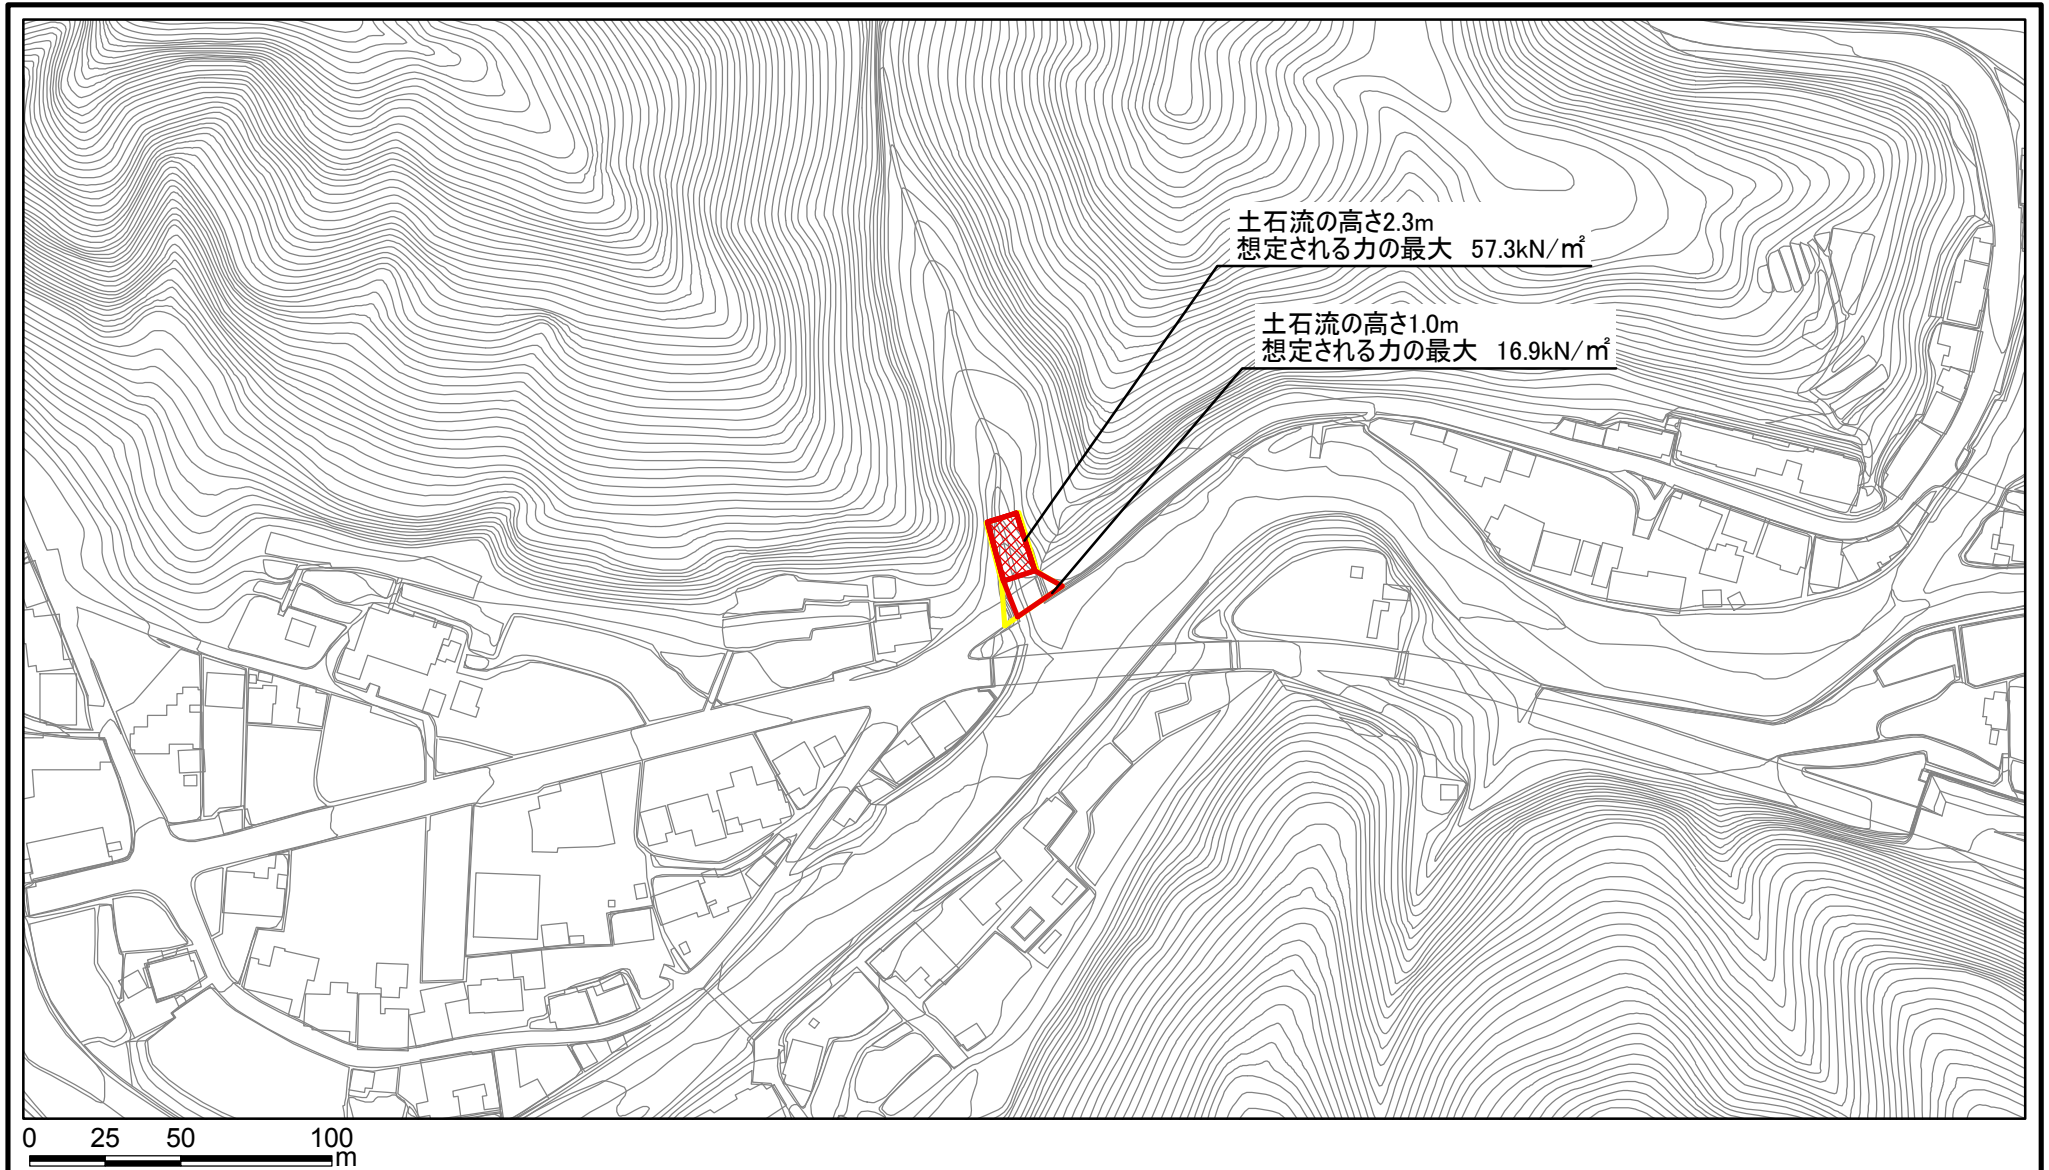 土石流の高さ2.3m
想定される力の最大 57.3kN/㎡
土石流の高さ1.0m
想定される力の最大 16.9kN/㎡
0 25 50 100
m